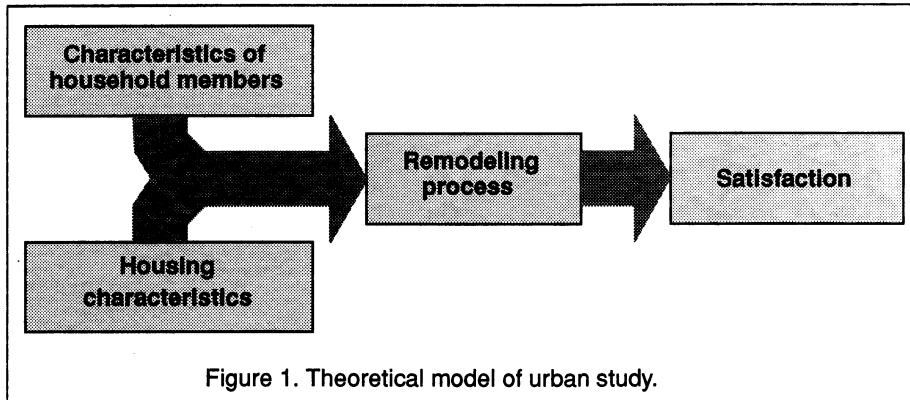 Characteristics of
household members
Remodeling
process
Satisfaction
Housing
characteristics
Figure 1. Theoretical model of urban study.